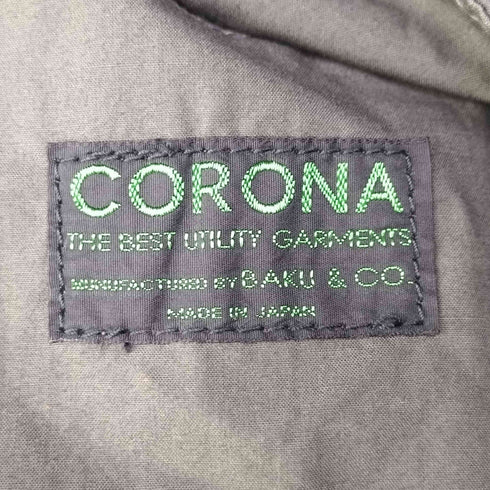 CORONA
THE BEST UTILITY GARMENTS
MANUFACTURED BY BAKU & CO.
MADE IN JAPAN